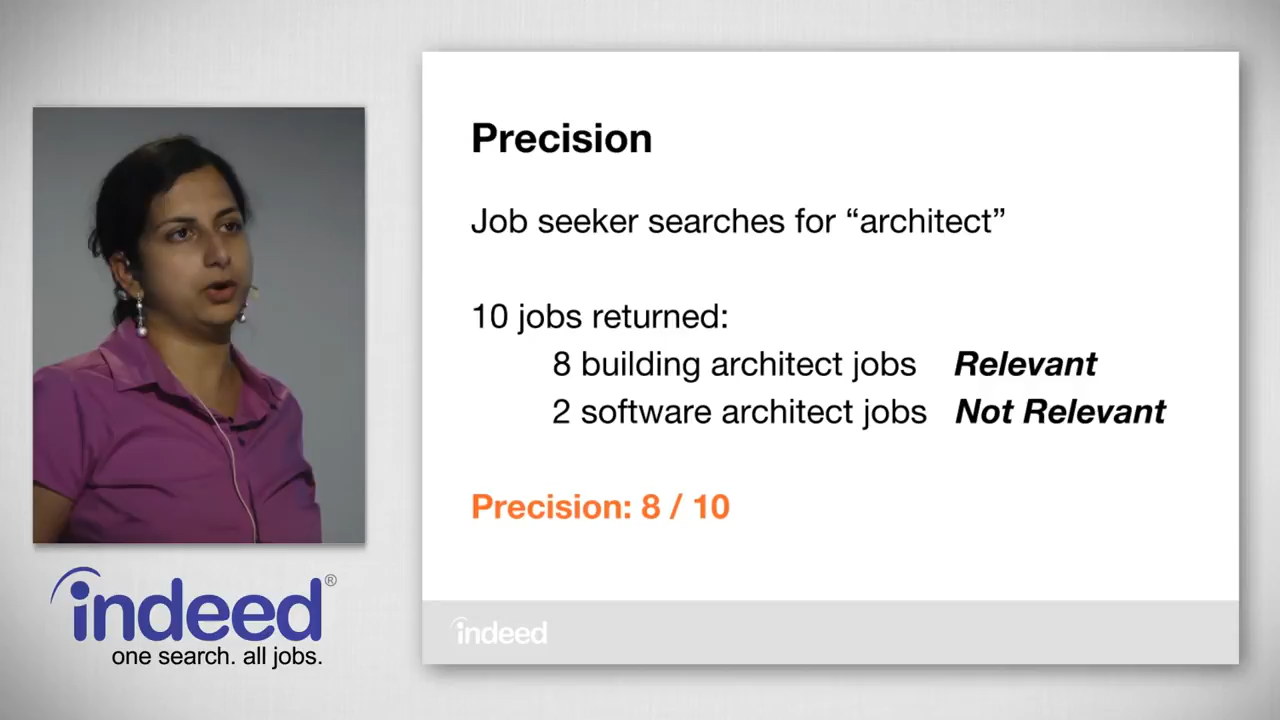 Precision
Job seeker searches for “architect”
10 jobs returned:
8 building architect jobs Relevant
2 software architect jobs Not Relevant
Precision: 8 / 10
indeed
indeed®
one search. all jobs.